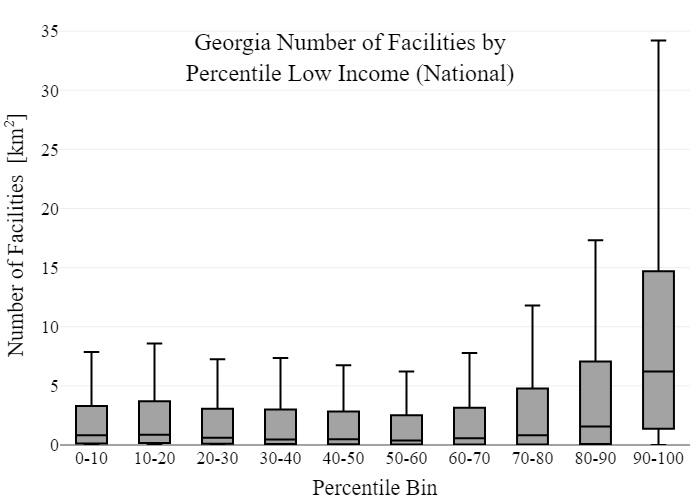 Georgia Number of Facilities by
Percentile Low Income (National)
Number of Facilities [km²]
35
30
25
20
15
10
5
0
0-10 10-20 20-30 30-40 40-50 50-60 60-70 70-80 80-90 90-100
Percentile Bin